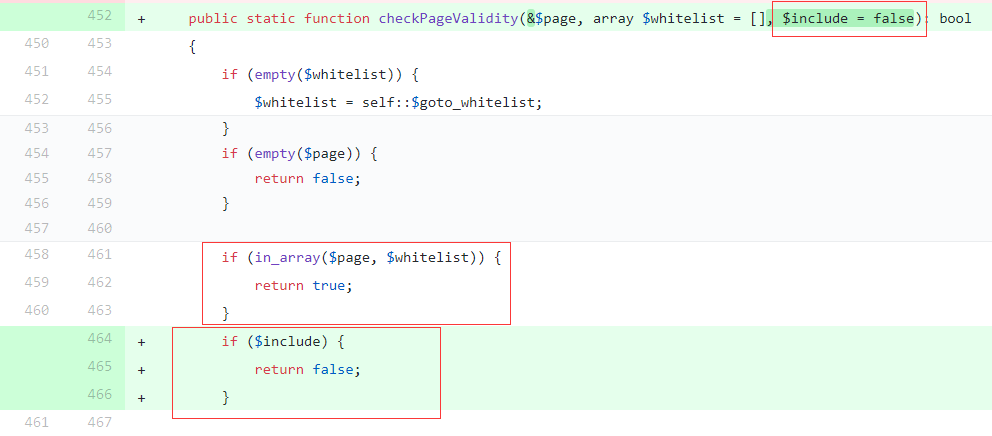 452 + public static function checkPageValidity(&$page, array $whitelist = [], $include = false): bool
450 453 {
451 454 if (empty($whitelist)) {
452 455 $whitelist = self::$goto_whitelist;
453 456 }
454 457 if (empty($page)) {
455 458 return false;
456 459 }
457 460
458 461 if (in_array($page, $whitelist)) {
459 462 return true;
460 463 }
464 + if ($include) {
465 + return false;
466 + }
461 467